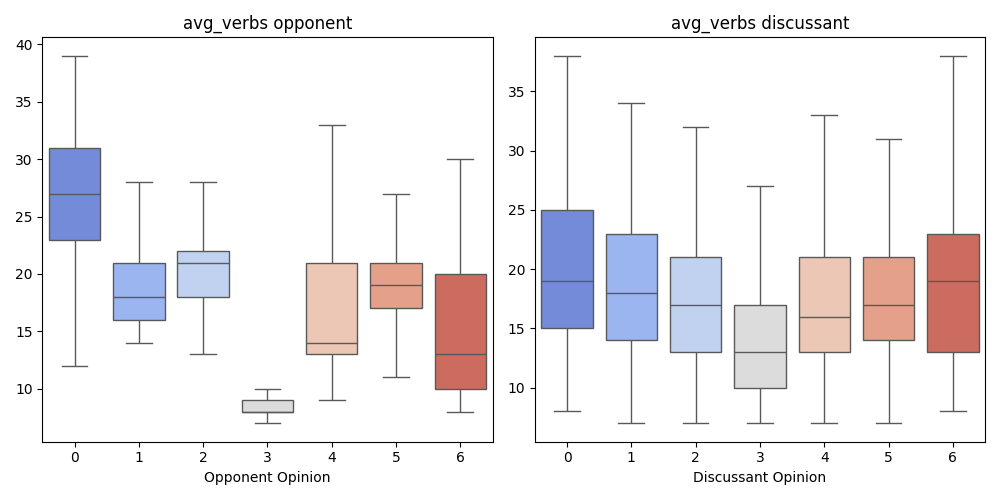 avg_verbs opponent
40
35
30
25
20
15
10
0 1 2 3 4 5 6
Opponent Opinion
avg_verbs discussant
35
30
25
20
15
10
0 1 2 3 4 5 6
Discussant Opinion